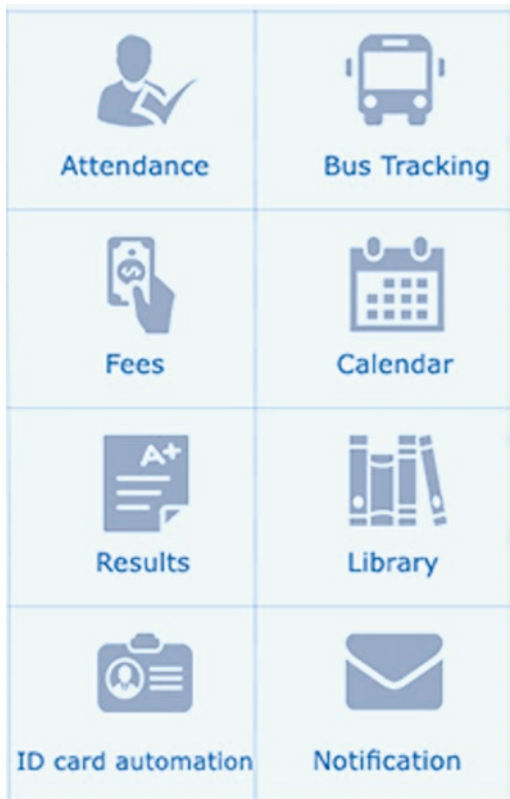 Attendance
Bus Tracking
Fees
Calendar
A+
Results
Library
ID card automation
Notification